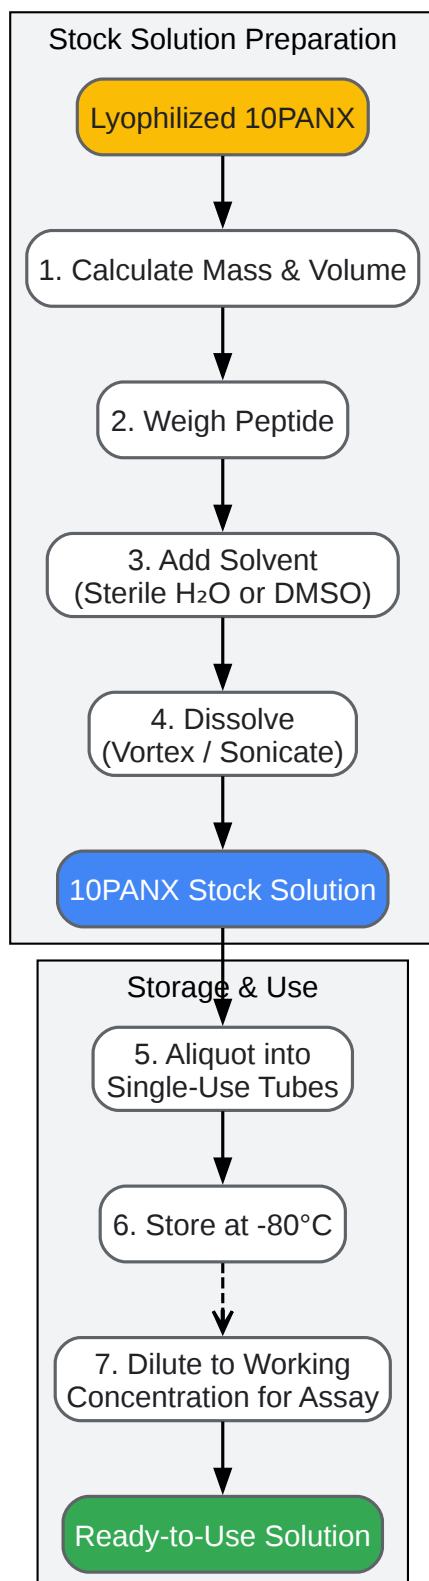 Stock Solution Preparation
Lyophilized 10PANX
1. Calculate Mass & Volume
2. Weigh Peptide
3. Add Solvent
(Sterile H₂O or DMSO)
4. Dissolve
(Vortex / Sonicate)
10PANX Stock Solution
Storage & Use
5. Aliquot into
Single-Use Tubes
6. Store at -80°C
7. Dilute to Working
Concentration for Assay
Ready-to-Use Solution